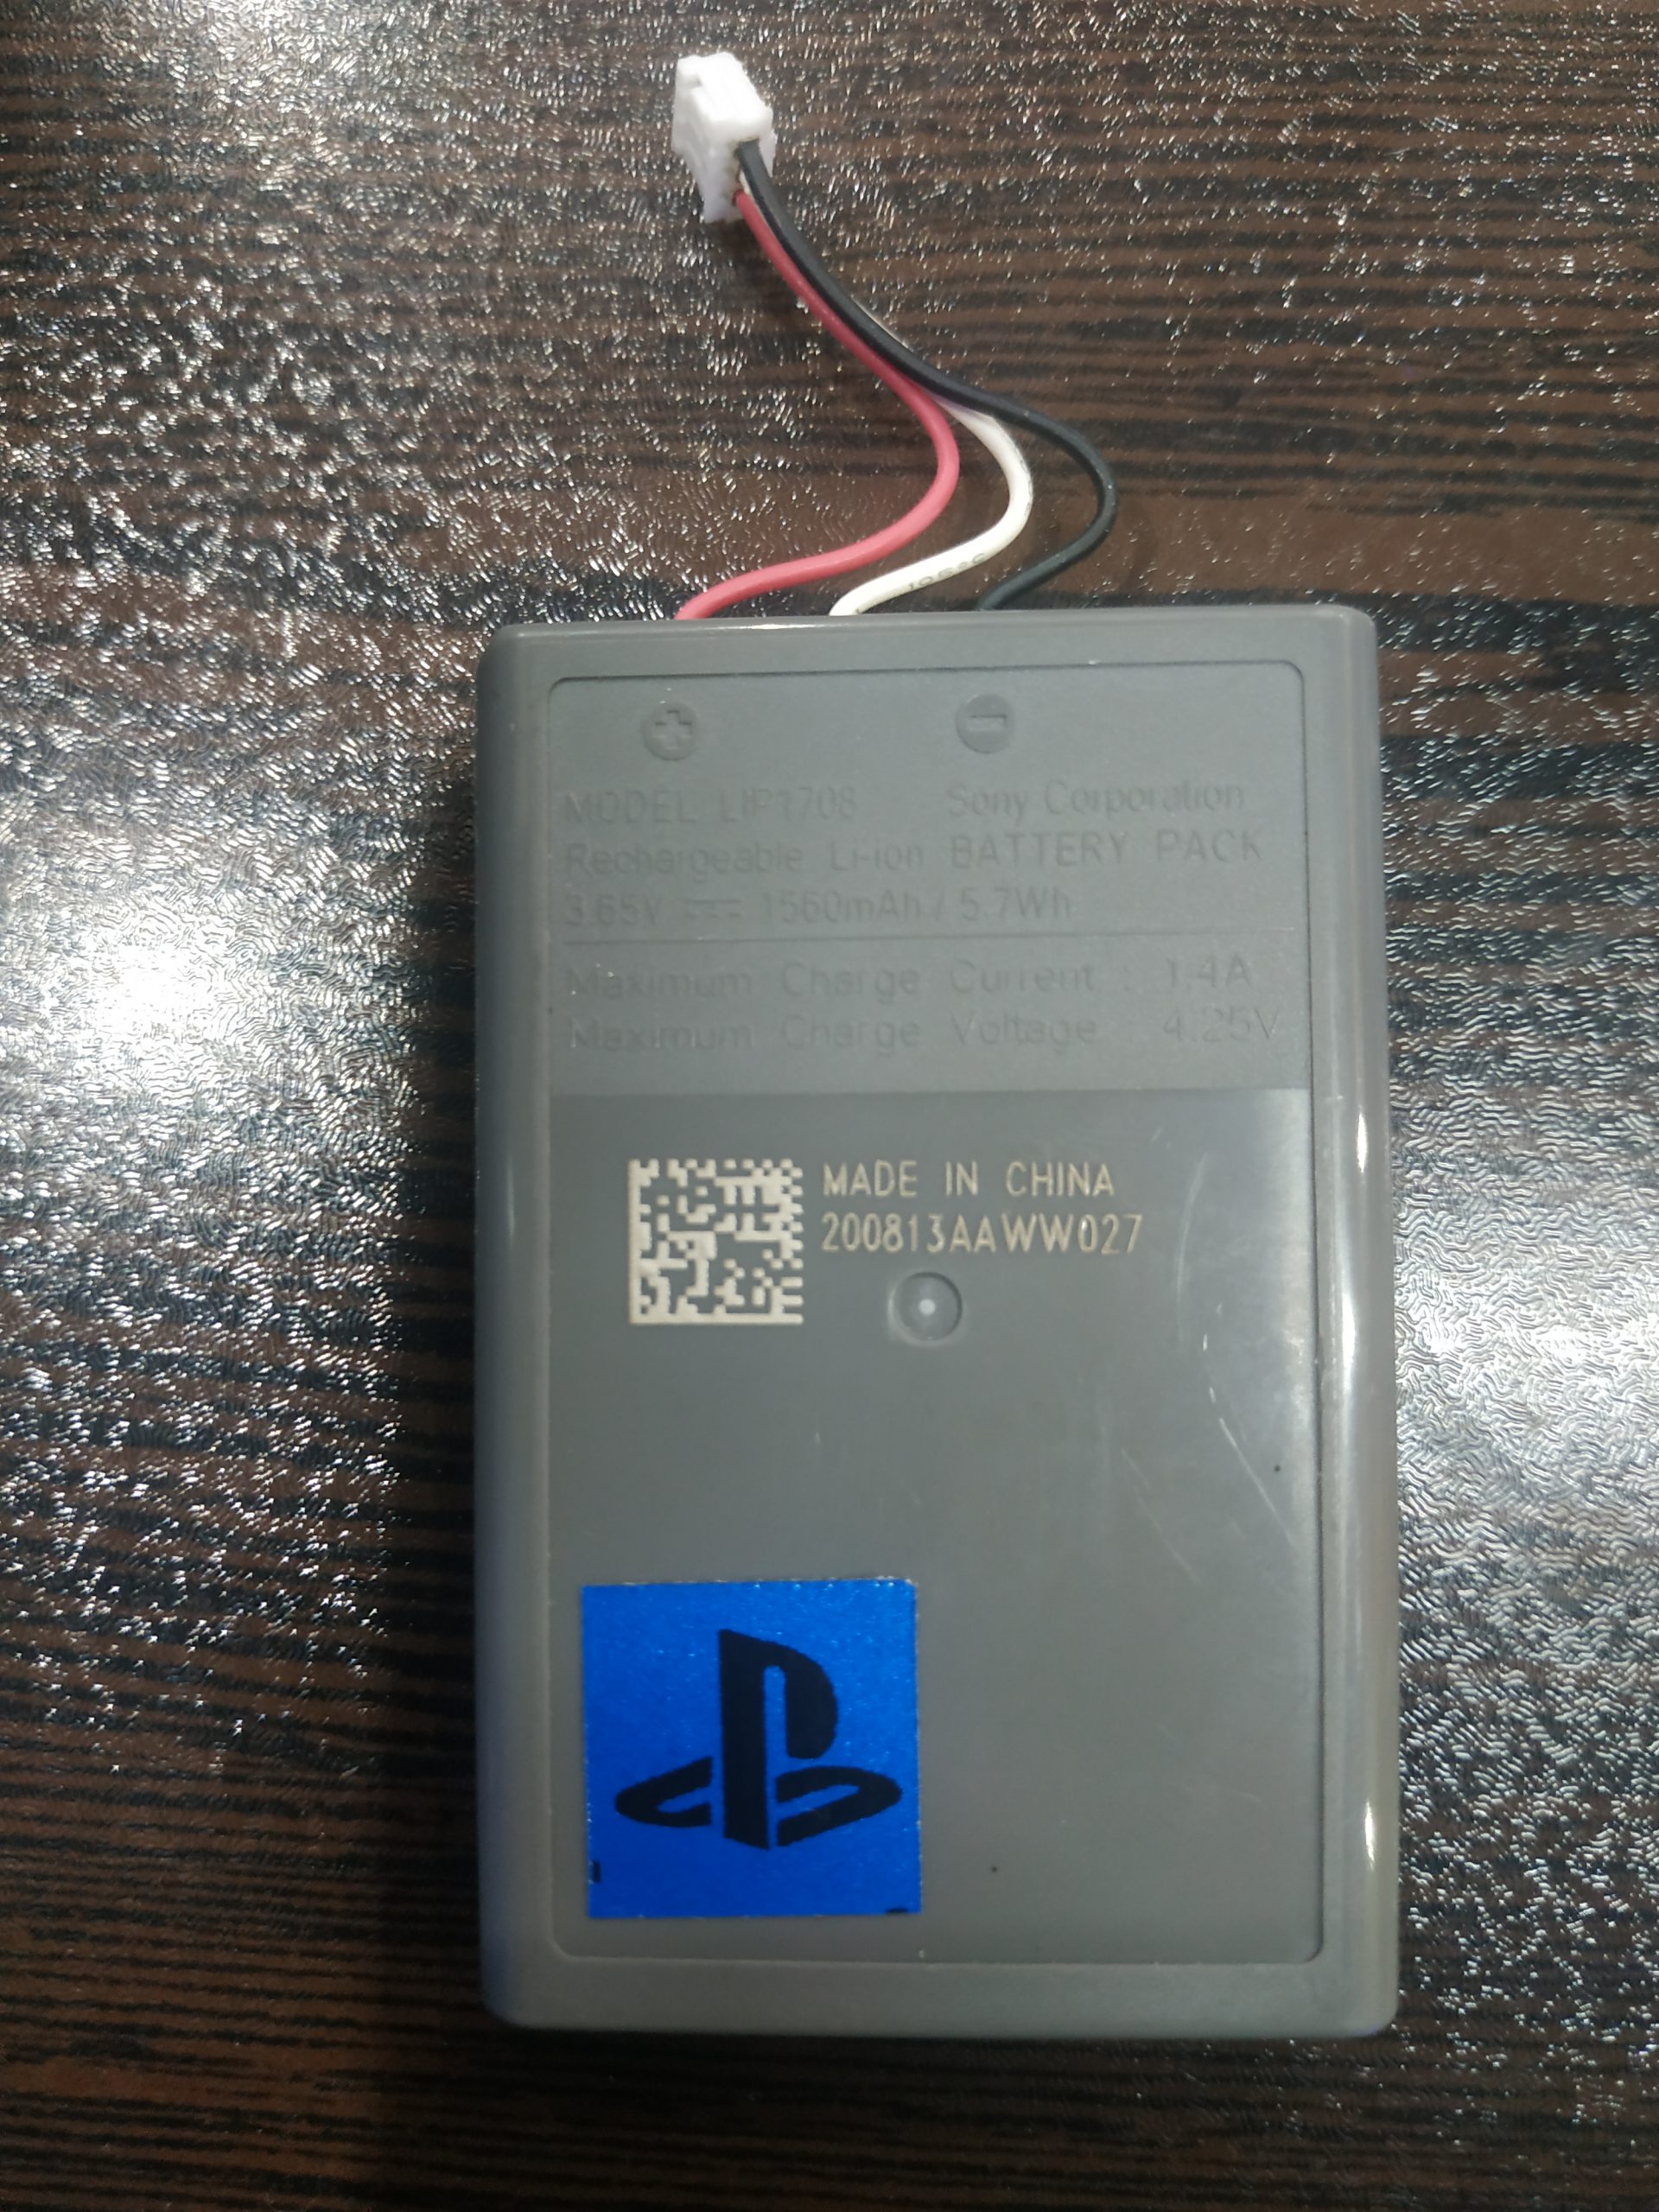 MODEL LIP1708 Sony Corporation
Rechargeable Li-ion BATTERY PACK
3.65V ⎓ 1560mAh / 5.7Wh
Maximum Charge Current : 1.4A
Maximum Charge Voltage : 4.25V
MADE IN CHINA
200813AAWW027